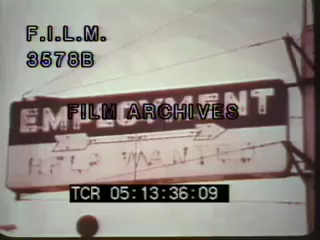 F.I.L.M.
3578B
EMPLOYMENT
FILM ARCHIVES
HELP WANTED
TCR 05:13:36:09